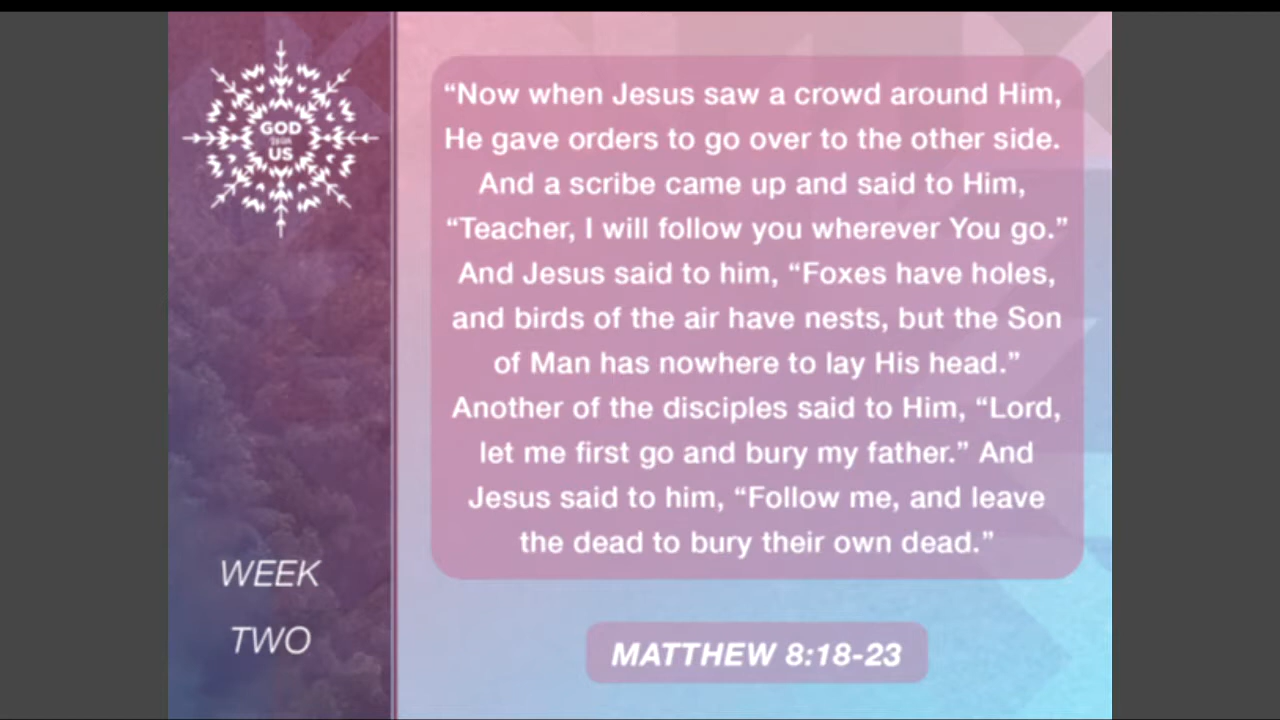 GOD
WITH
US
WEEK
TWO
“Now when Jesus saw a crowd around Him,
He gave orders to go over to the other side.
And a scribe came up and said to Him,
“Teacher, I will follow you wherever You go.”
And Jesus said to him, “Foxes have holes,
and birds of the air have nests, but the Son
of Man has nowhere to lay His head.”
Another of the disciples said to Him, “Lord,
let me first go and bury my father.” And
Jesus said to him, “Follow me, and leave
the dead to bury their own dead.”
MATTHEW 8:18-23